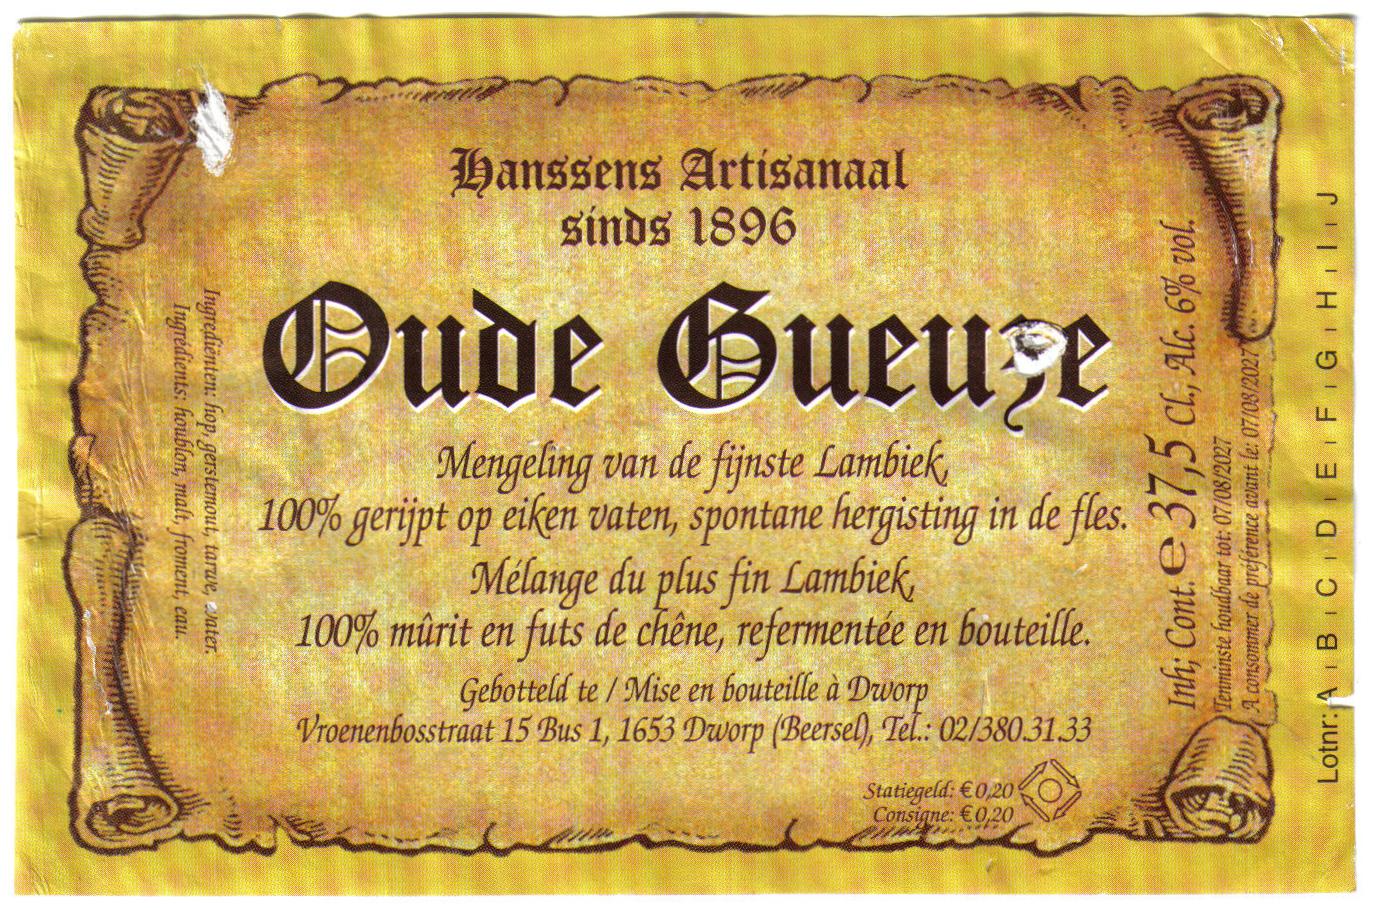 Hanssens Artisanaal
sinds 1896
Oude Gueuze
Mengeling van de fijnste Lambiek,
100% gerijpt op eiken vaten, spontane hergisting in de fles.
Mélange du plus fin Lambiek,
100% mûrit en futs de chêne, refermentée en bouteille.
Gebotteld te / Mise en bouteille à Dworp
Vroenenbosstraat 15 Bus 1, 1653 Dworp (Beersel), Tel.: 02/380.31.33
Statiegeld: € 0,20
Consigne: € 0,20
Ingrediënten: hop, gerstemout, tarwe, water.
Ingrédients: houblon, malt, froment, eau.
Inh; Cont. e 37,5 Cl., Alc. 6% vol.
Tenminste houdbaar tot: 07/08/2027
A consommer de préférence avant le: 07/08/2027
Lotnr: A I B I C I D I E I F I G I H I I I J